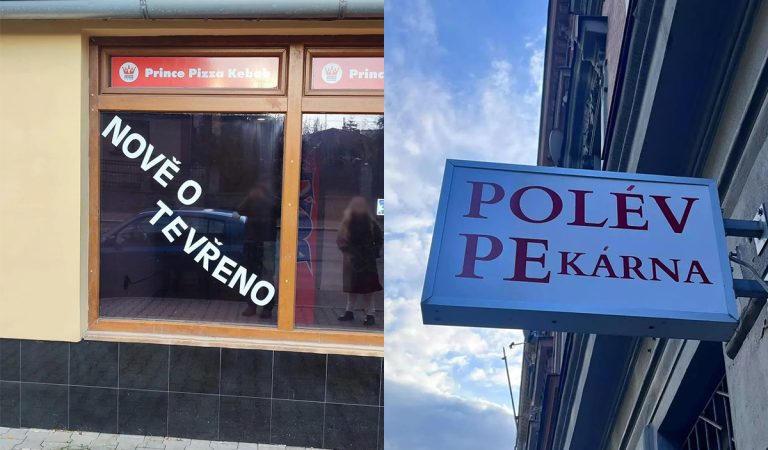 Prince Pizza Kebab
Princ
NOVĚ O
TEVŘENO
POLÉV
PEKÁRNA